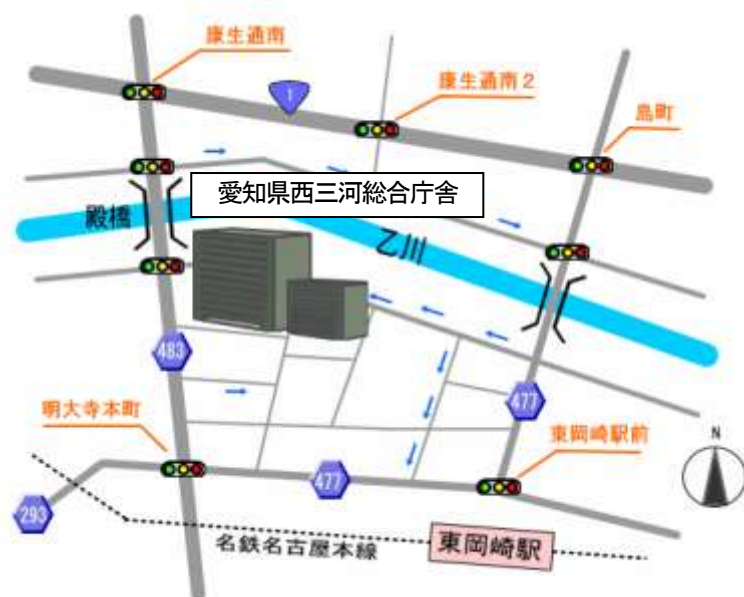 康生通南
1
康生通南2
島町
愛知県西三河総合庁舎
殿橋
乙川
483
477
明大寺本町
東岡崎駅前
N
477
293
名鉄名古屋本線
東岡崎駅